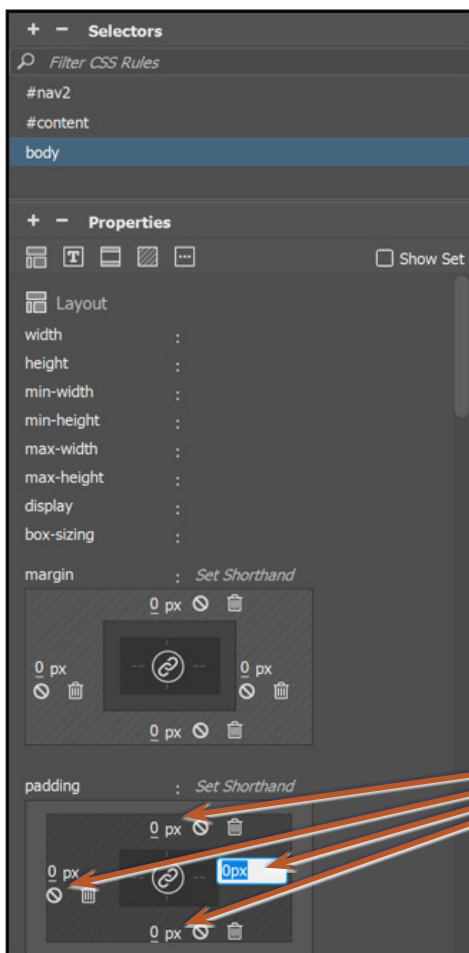 + − Selectors
Filter CSS Rules
#nav2
#content
body
+ − Properties
T Show Set
Layout
width :
height :
min-width :
min-height :
max-width :
max-height :
display :
box-sizing :
margin : Set Shorthand
0 px
0 px 0 px
0 px
padding : Set Shorthand
0 px
0 px 0px
0 px